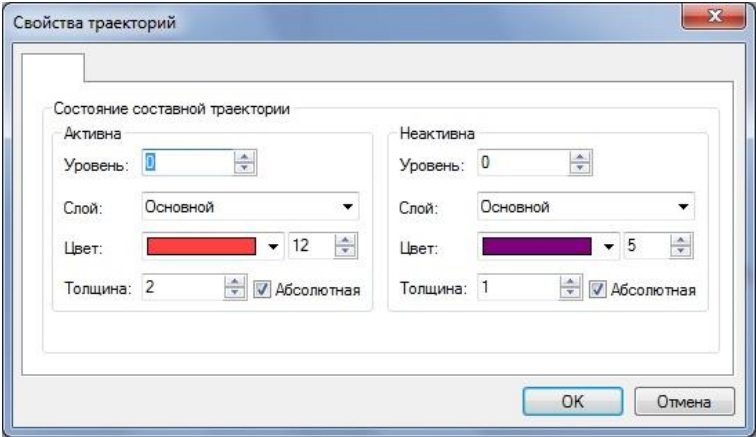 Свойства траекторий
Состояние составной траектории
Активна Неактивна
Уровень: 0 Уровень: 0
Слой: Основной Слой: Основной
Цвет: 12 Цвет: 5
Толщина: 2 Абсолютная Толщина: 1 Абсолютная
OK Отмена